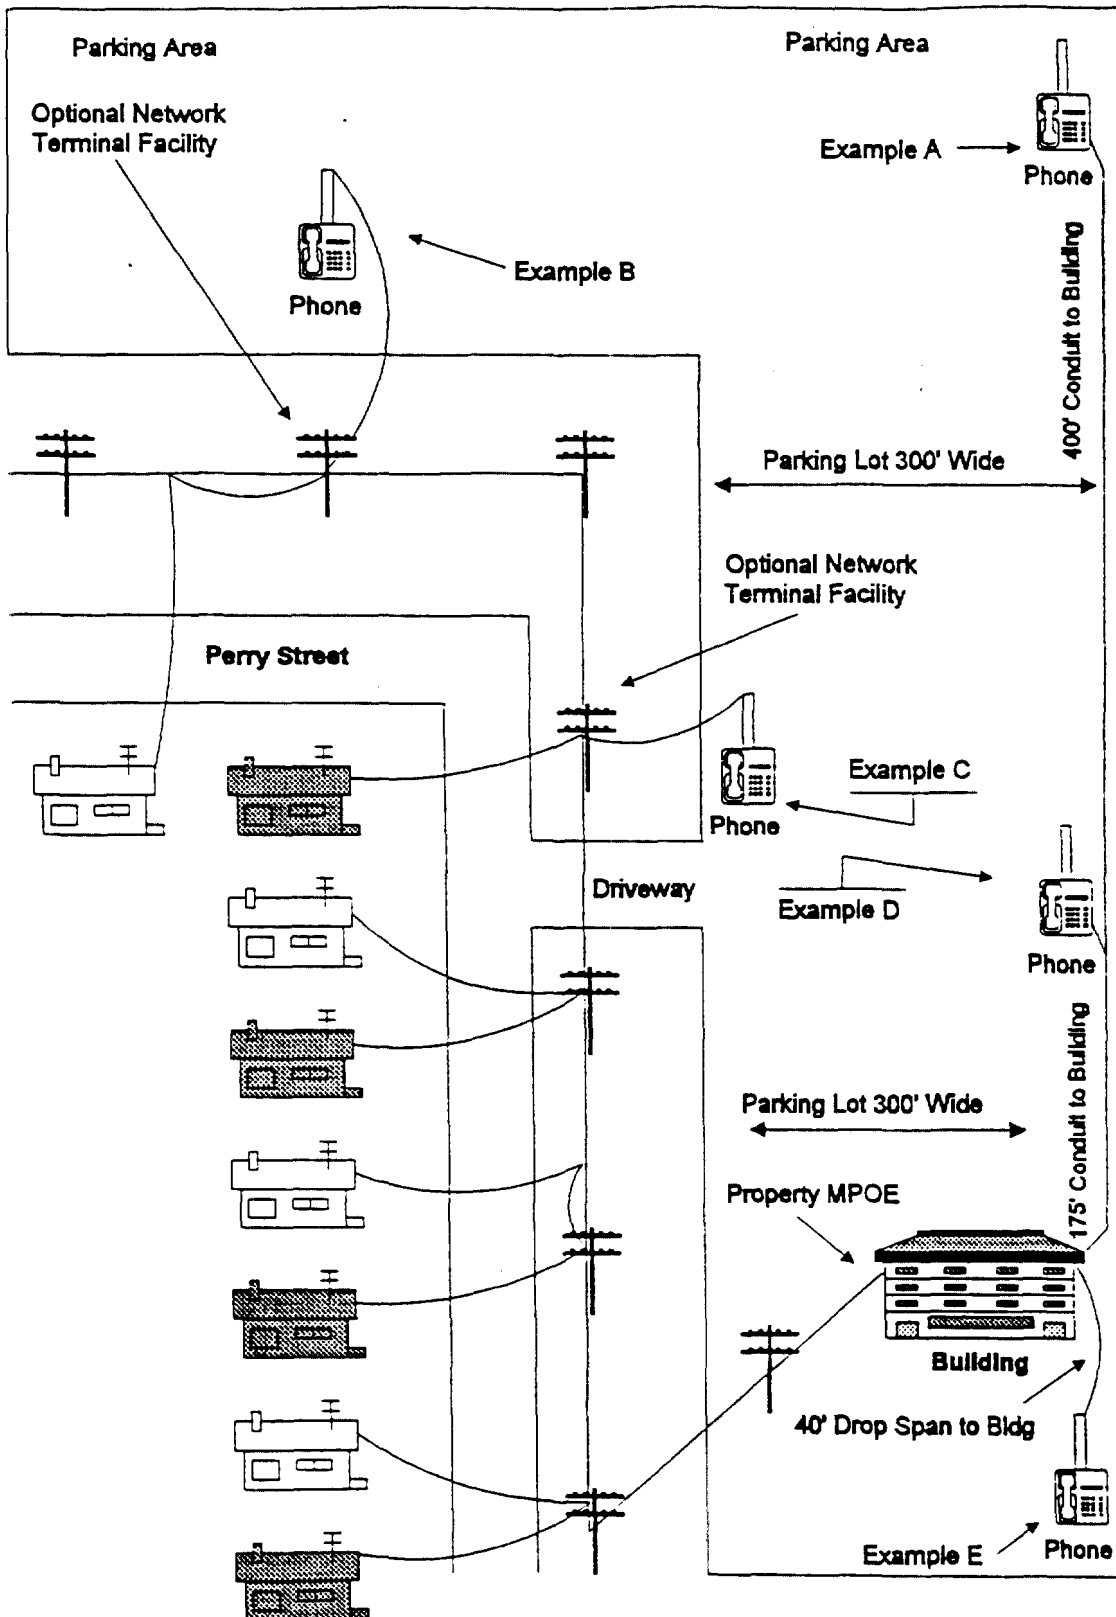 Parking Area
Parking Area
Optional Network
Terminal Facility
Example A
Phone
Example B
Phone
400' Conduit to Building
Parking Lot 300' Wide
Optional Network
Terminal Facility
Perry Street
Example C
Phone
Driveway
Example D
Phone
175' Conduit to Building
Parking Lot 300' Wide
Property MPOE
Building
40' Drop Span to Bldg
Example E
Phone